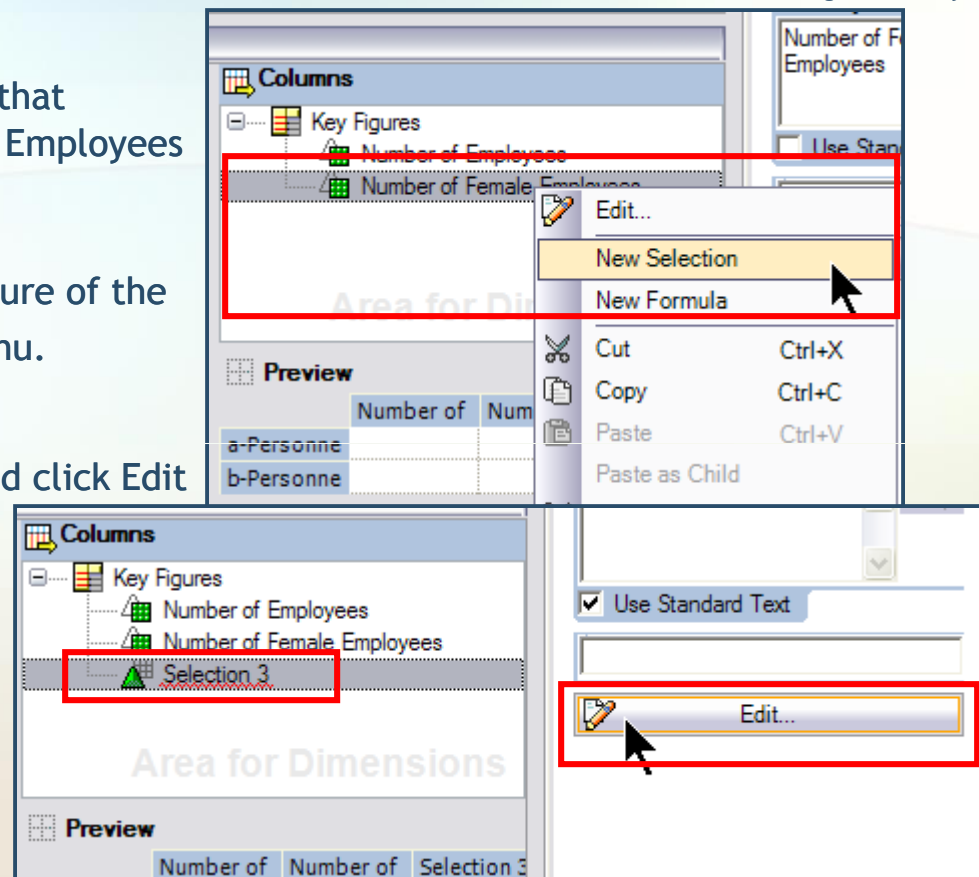 that
Employees
ure of the
nu.
d click Edit
Columns
Key Figures
Number of Employees
Number of Female Employees
Area for Di
Number of F
Employees
Use Stan
Edit...
New Selection
New Formula
Cut Ctrl+X
Copy Ctrl+C
Paste Ctrl+V
Paste as Child
Preview
Number of Num
a-Personne
b-Personne
Columns
Key Figures
Number of Employees
Number of Female Employees
Selection 3
Area for Dimensions
Use Standard Text
Edit...
Preview
Number of Number of Selection 3